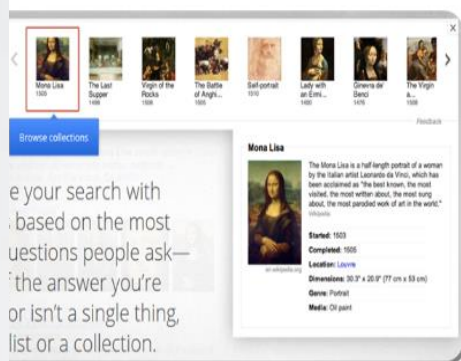 X
Mona Lisa
1503
The Last
Supper
1498
Virgin of the
Rocks
The Battle
of Anghi...
1505
Self-portrait
1510
Lady with
an Ermi...
1490
Ginevra de'
Benci
1476
The Virgin
a...
Feedback
Browse collections
e your search with
based on the most
uestions people ask—
f the answer you're
or isn't a single thing,
list or a collection.
Mona Lisa
The Mona Lisa is a half-length portrait of a woman
by the Italian artist Leonardo da Vinci, which has
been acclaimed as "the best known, the most
visited, the most written about, the most sung
about, the most parodied work of art in the world."
Wikipedia
Started: 1503
Completed: 1505
Location: Louvre
Dimensions: 30.3" x 20.9" (77 cm x 53 cm)
Genre: Portrait
Media: Oil paint
en.wikipedia.org